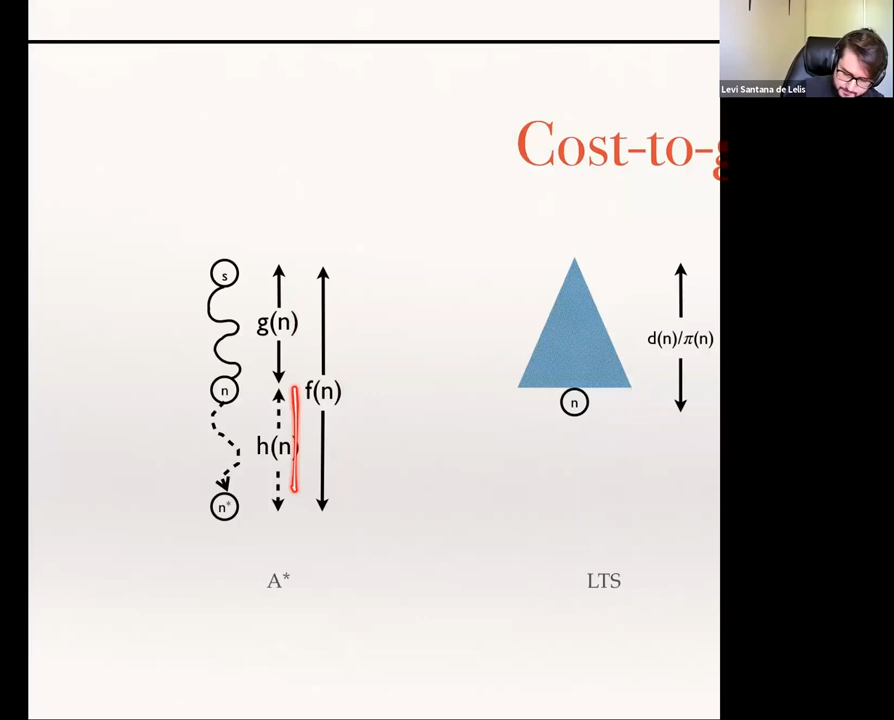 Levi Santana de Lelis
Cost-to-
s
g(n)
d(n)/π(n)
n
f(n)
n
h(n)
n*
A*
LTS